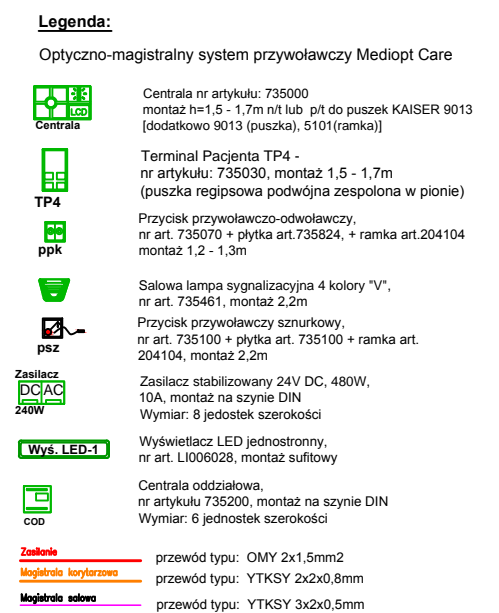 Legenda:
Optyczno-magistralny system przywoławczy Mediopt Care
LCD
Centrala
Centrala nr artykułu: 735000
montaż h=1,5 - 1,7m n/t lub p/t do puszek KAISER 9013
[dodatkowo 9013 (puszka), 5101(ramka)]
TP4
Terminal Pacjenta TP4 -
nr artykułu: 735030, montaż 1,5 - 1,7m
(puszka regipsowa podwójna zespolona w pionie)
ppk
Przycisk przywoławczo-odwoławczy,
nr art. 735070 + płytka art.735824, + ramka art.204104
montaż 1,2 - 1,3m
Salowa lampa sygnalizacyjna 4 kolory "V",
nr art. 735461, montaż 2,2m
psz
Przycisk przywoławczy sznurkowy,
nr art. 735100 + płytka art. 735100 + ramka art.
204104, montaż 2,2m
Zasilacz
DC AC
240W
Zasilacz stabilizowany 24V DC, 480W,
10A, montaż na szynie DIN
Wymiar: 8 jedostek szerokości
Wyś. LED-1
Wyświetlacz LED jednostronny,
nr art. LI006028, montaż sufitowy
COD
Centrala oddziałowa,
nr artykułu 735200, montaż na szynie DIN
Wymiar: 6 jednostek szerokości
Zasilanie
przewód typu: OMY 2x1,5mm2
Magistrala korytarzowa
przewód typu: YTKSY 2x2x0,8mm
Magistrala salowa
przewód typu: YTKSY 3x2x0,5mm